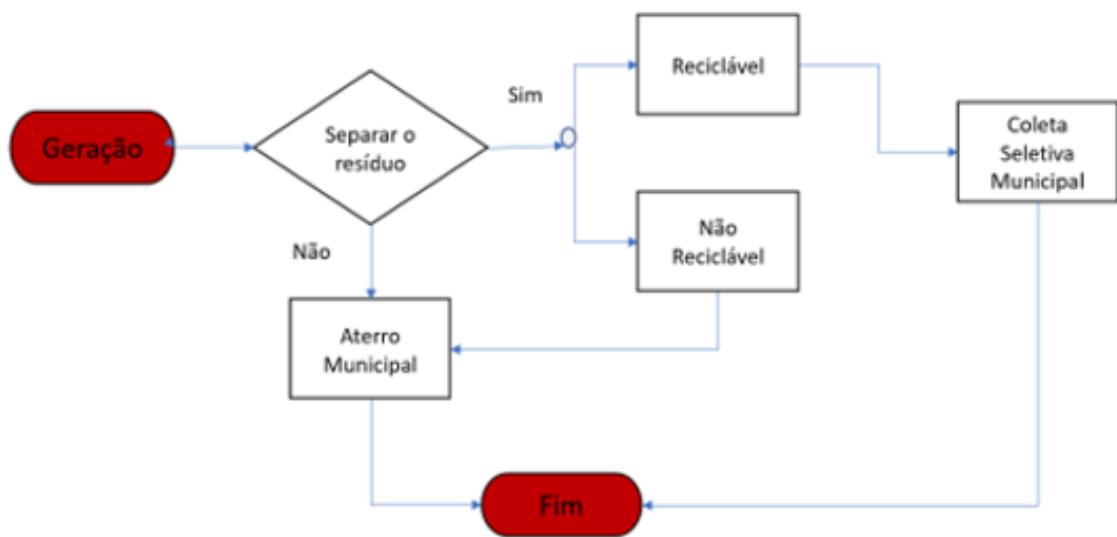 Geração
Separar o
resíduo
Sim
Reciclável
Coleta
Seletiva
Municipal
Não
Reciclável
Não
Aterro
Municipal
Fim